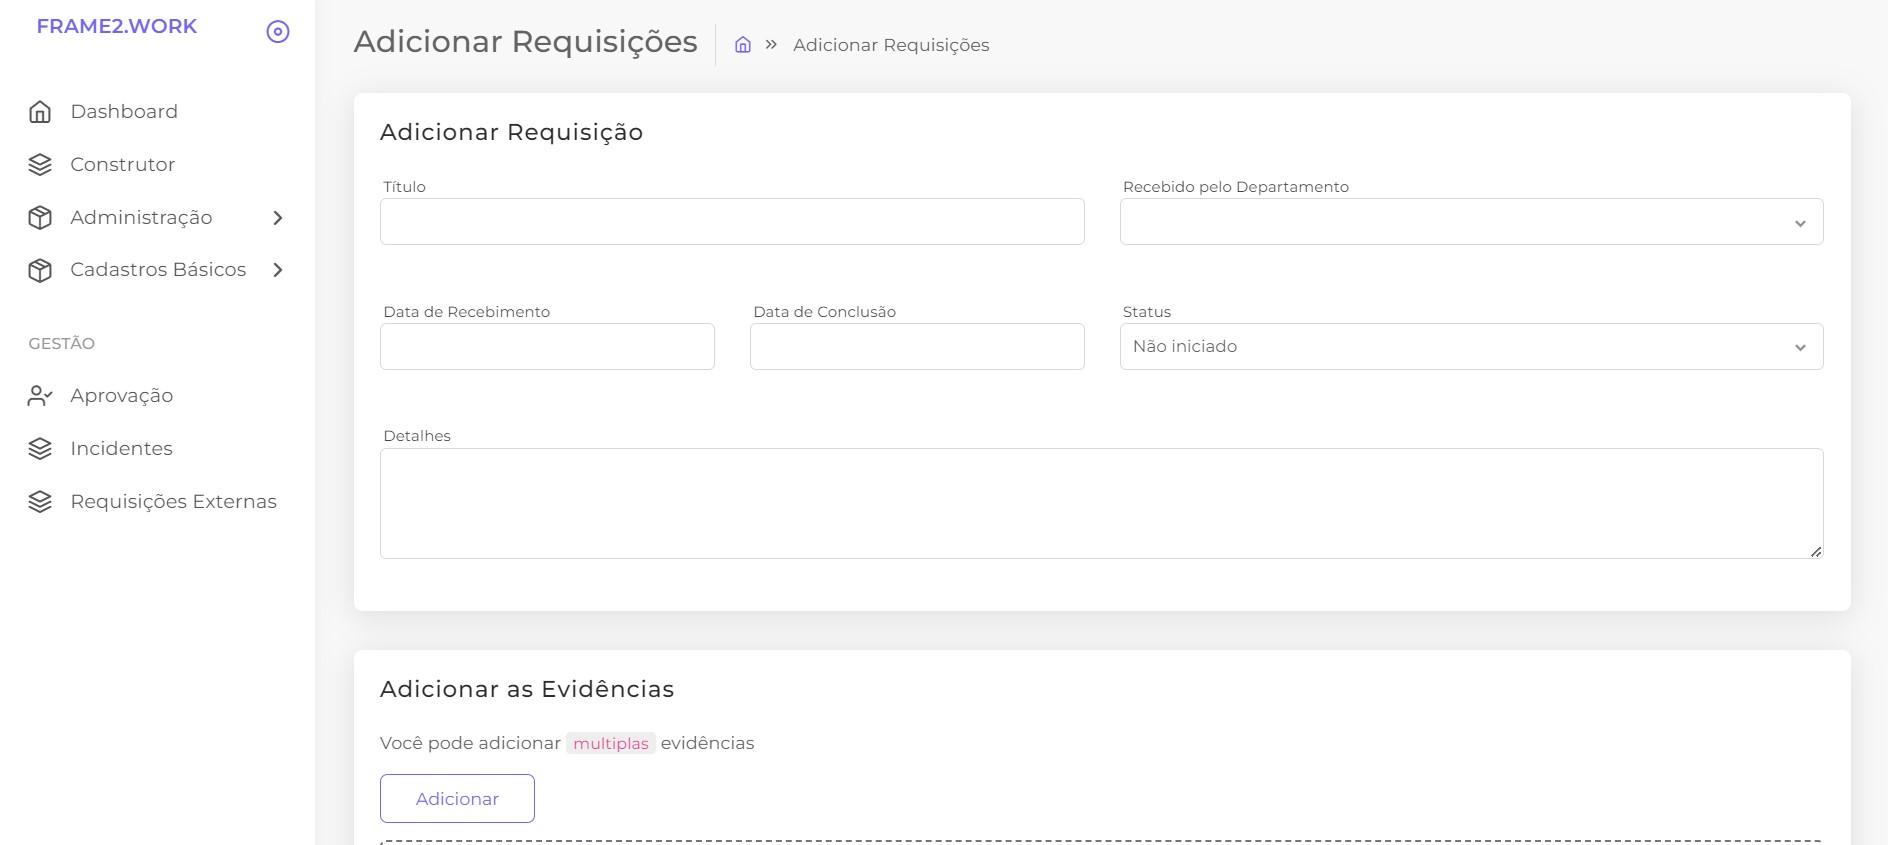 FRAME2.WORK
Dashboard
Construtor
Administração
Cadastros Básicos
GESTÃO
Aprovação
Incidentes
Requisições Externas
Adicionar Requisições
Adicionar Requisições
Adicionar Requisição
Título
Recebido pelo Departamento
Data de Recebimento
Data de Conclusão
Status
Não iniciado
Detalhes
Adicionar as Evidências
Você pode adicionar multiplas evidências
Adicionar